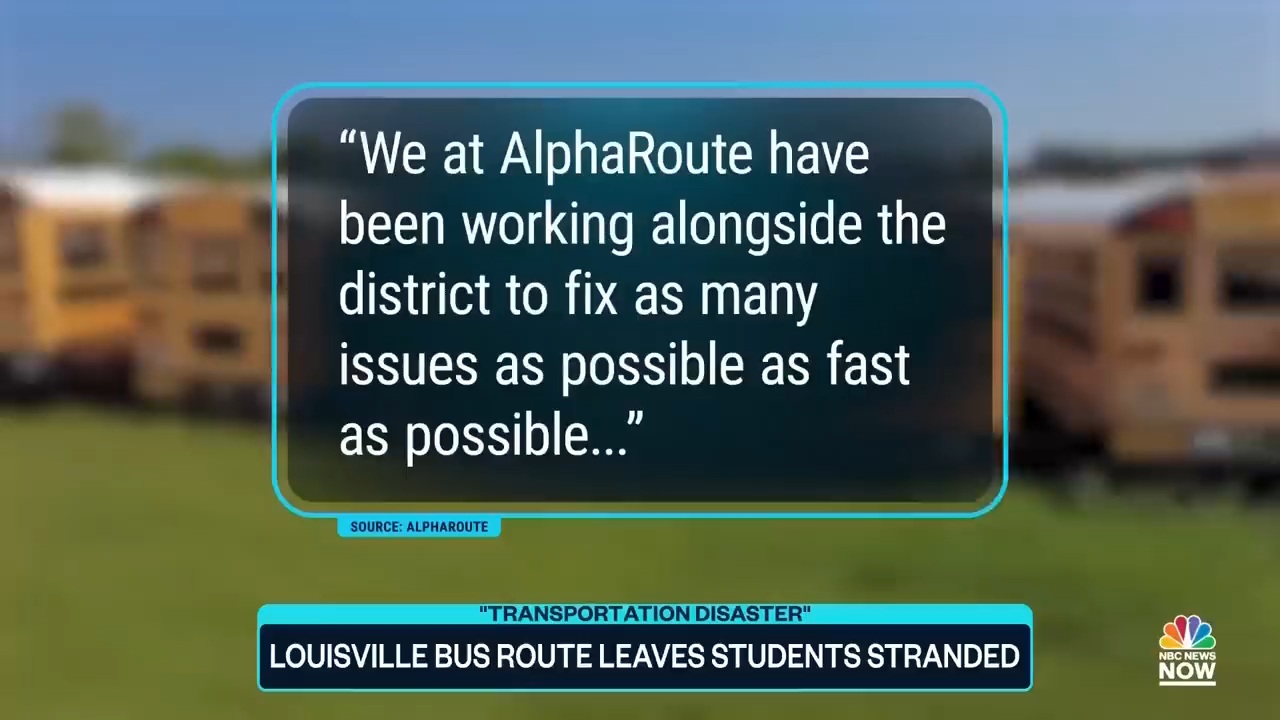 “We at AlphaRoute have
been working alongside the
district to fix as many
issues as possible as fast
as possible...”
SOURCE: ALPHAROUTE
"TRANSPORTATION DISASTER"
LOUISVILLE BUS ROUTE LEAVES STUDENTS STRANDED
NBC NEWS
NOW